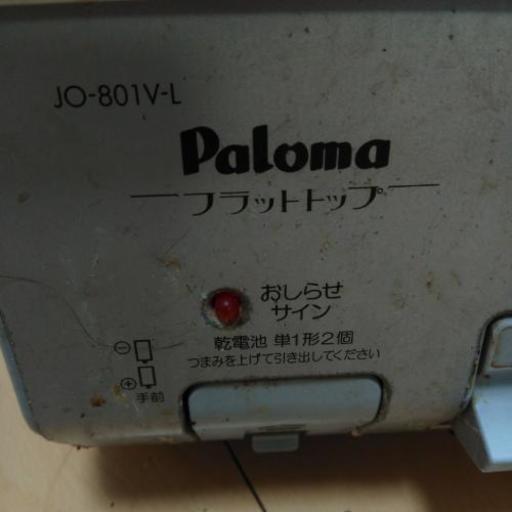 JO-801V-L
Paloma
フラットトップ
おしらせ
サイン
乾電池 単1形2個
つまみを上げて引き出してください
⊖
⊕
手前